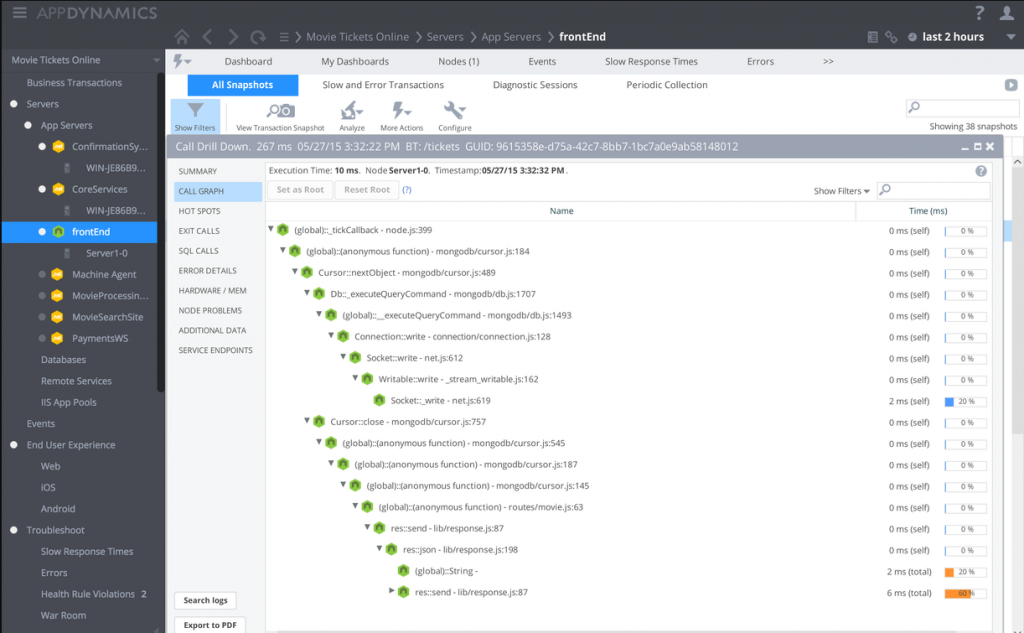 APPDYNAMICS
Movie Tickets Online
Servers
App Servers
frontEnd
last 2 hours
Movie Tickets Online
Business Transactions
Servers
App Servers
ConfirmationSy...
WIN-JE86B9...
CoreServices
WIN-JE86B9...
frontEnd
Server1-0
Machine Agent
MovieProcessin...
MovieSearchSite
PaymentsWS
Databases
Remote Services
IIS App Pools
Events
End User Experience
Web
iOS
Android
Troubleshoot
Slow Response Times
Errors
Health Rule Violations 2
War Room
Dashboard
My Dashboards
Nodes (1)
Events
Slow Response Times
Errors
>>
All Snapshots
Slow and Error Transactions
Diagnostic Sessions
Periodic Collection
Show Filters
View Transaction Snapshot
Analyze
More Actions
Configure
Showing 38 snapshots
Call Drill Down. 267 ms 05/27/15 3:32:22 PM BT: /tickets GUID: 9615358e-d75a-42c7-8bb7-1bc7a0e9ab58148012
SUMMARY
CALL GRAPH
HOT SPOTS
EXIT CALLS
SQL CALLS
ERROR DETAILS
HARDWARE / MEM
NODE PROBLEMS
ADDITIONAL DATA
SERVICE ENDPOINTS
Search logs
Export to PDF
Execution Time: 10 ms. Node Server1-0. Timestamp:05/27/15 3:32:32 PM .
Set as Root
Reset Root
(?)
Show Filters
Name
Time (ms)
(global)::_tickCallback - node.js:399 0 ms (self) 0 %
(global)::(anonymous function) - mongodb/cursor.js:184 0 ms (self) 0 %
Cursor::nextObject - mongodb/cursor.js:489 0 ms (self) 0 %
Db::_executeQueryCommand - mongodb/db.js:1707 0 ms (self) 0 %
(global)::__executeQueryCommand - mongodb/db.js:1493 0 ms (self) 0 %
Connection::write - connection/connection.js:128 0 ms (self) 0 %
Socket::write - net.js:612 0 ms (self) 0 %
Writable::write - _stream_writable.js:162 0 ms (self) 0 %
Socket::_write - net.js:619 2 ms (self) 20 %
Cursor::close - mongodb/cursor.js:757 0 ms (self) 0 %
(global)::(anonymous function) - mongodb/cursor.js:545 0 ms (self) 0 %
(global)::(anonymous function) - mongodb/cursor.js:187 0 ms (self) 0 %
(global)::(anonymous function) - mongodb/cursor.js:145 0 ms (self) 0 %
(global)::(anonymous function) - routes/movie.js:63 0 ms (self) 0 %
res::send - lib/response.js:87 0 ms (self) 0 %
res::json - lib/response.js:198 0 ms (self) 0 %
(global)::String - 2 ms (total) 20 %
res::send - lib/response.js:87 6 ms (total) 60 %